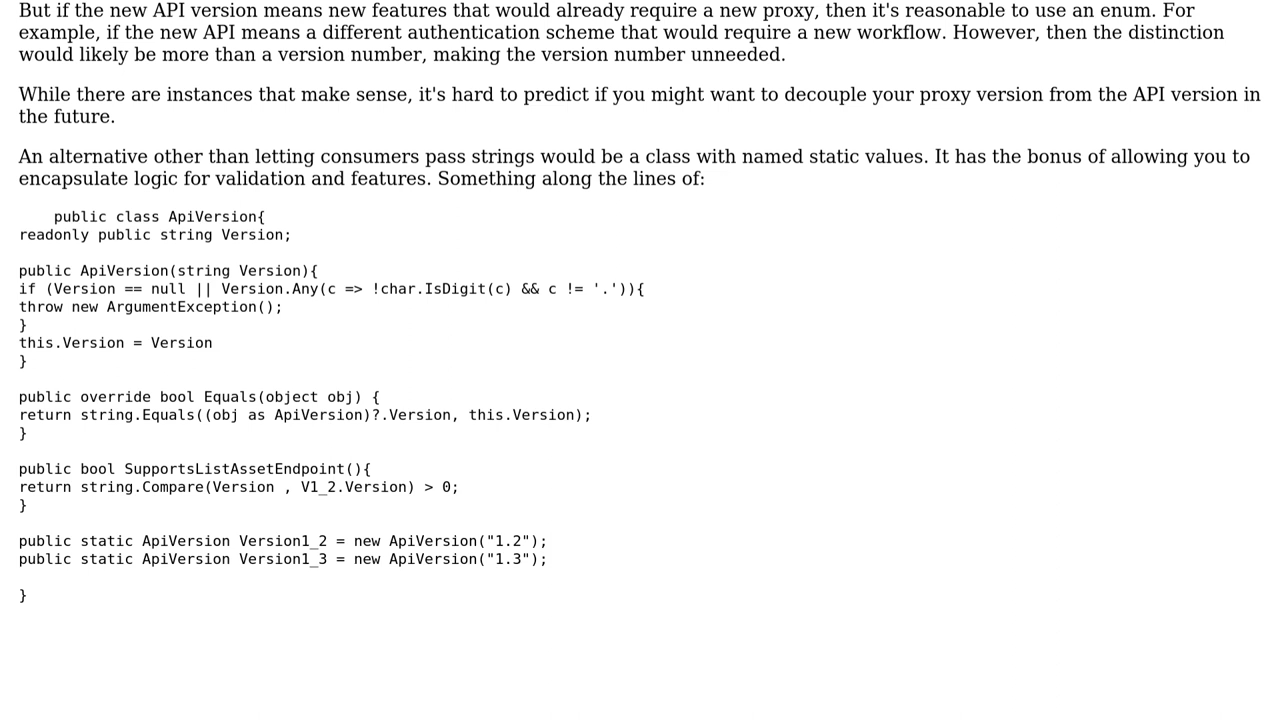 But if the new API version means new features that would already require a new proxy, then it's reasonable to use an enum. For
example, if the new API means a different authentication scheme that would require a new workflow. However, then the distinction
would likely be more than a version number, making the version number unneeded.
While there are instances that make sense, it's hard to predict if you might want to decouple your proxy version from the API version in
the future.
An alternative other than letting consumers pass strings would be a class with named static values. It has the bonus of allowing you to
encapsulate logic for validation and features. Something along the lines of:
public class ApiVersion{
readonly public string Version;
public ApiVersion(string Version){
if (Version == null || Version.Any(c => !char.IsDigit(c) && c != '.')){
throw new ArgumentException();
}
this.Version = Version
}
public override bool Equals(object obj) {
return string.Equals((obj as ApiVersion)?.Version, this.Version);
}
public bool SupportsListAssetEndpoint(){
return string.Compare(Version , V1_2.Version) > 0;
}
public static ApiVersion Version1_2 = new ApiVersion("1.2");
public static ApiVersion Version1_3 = new ApiVersion("1.3");
}